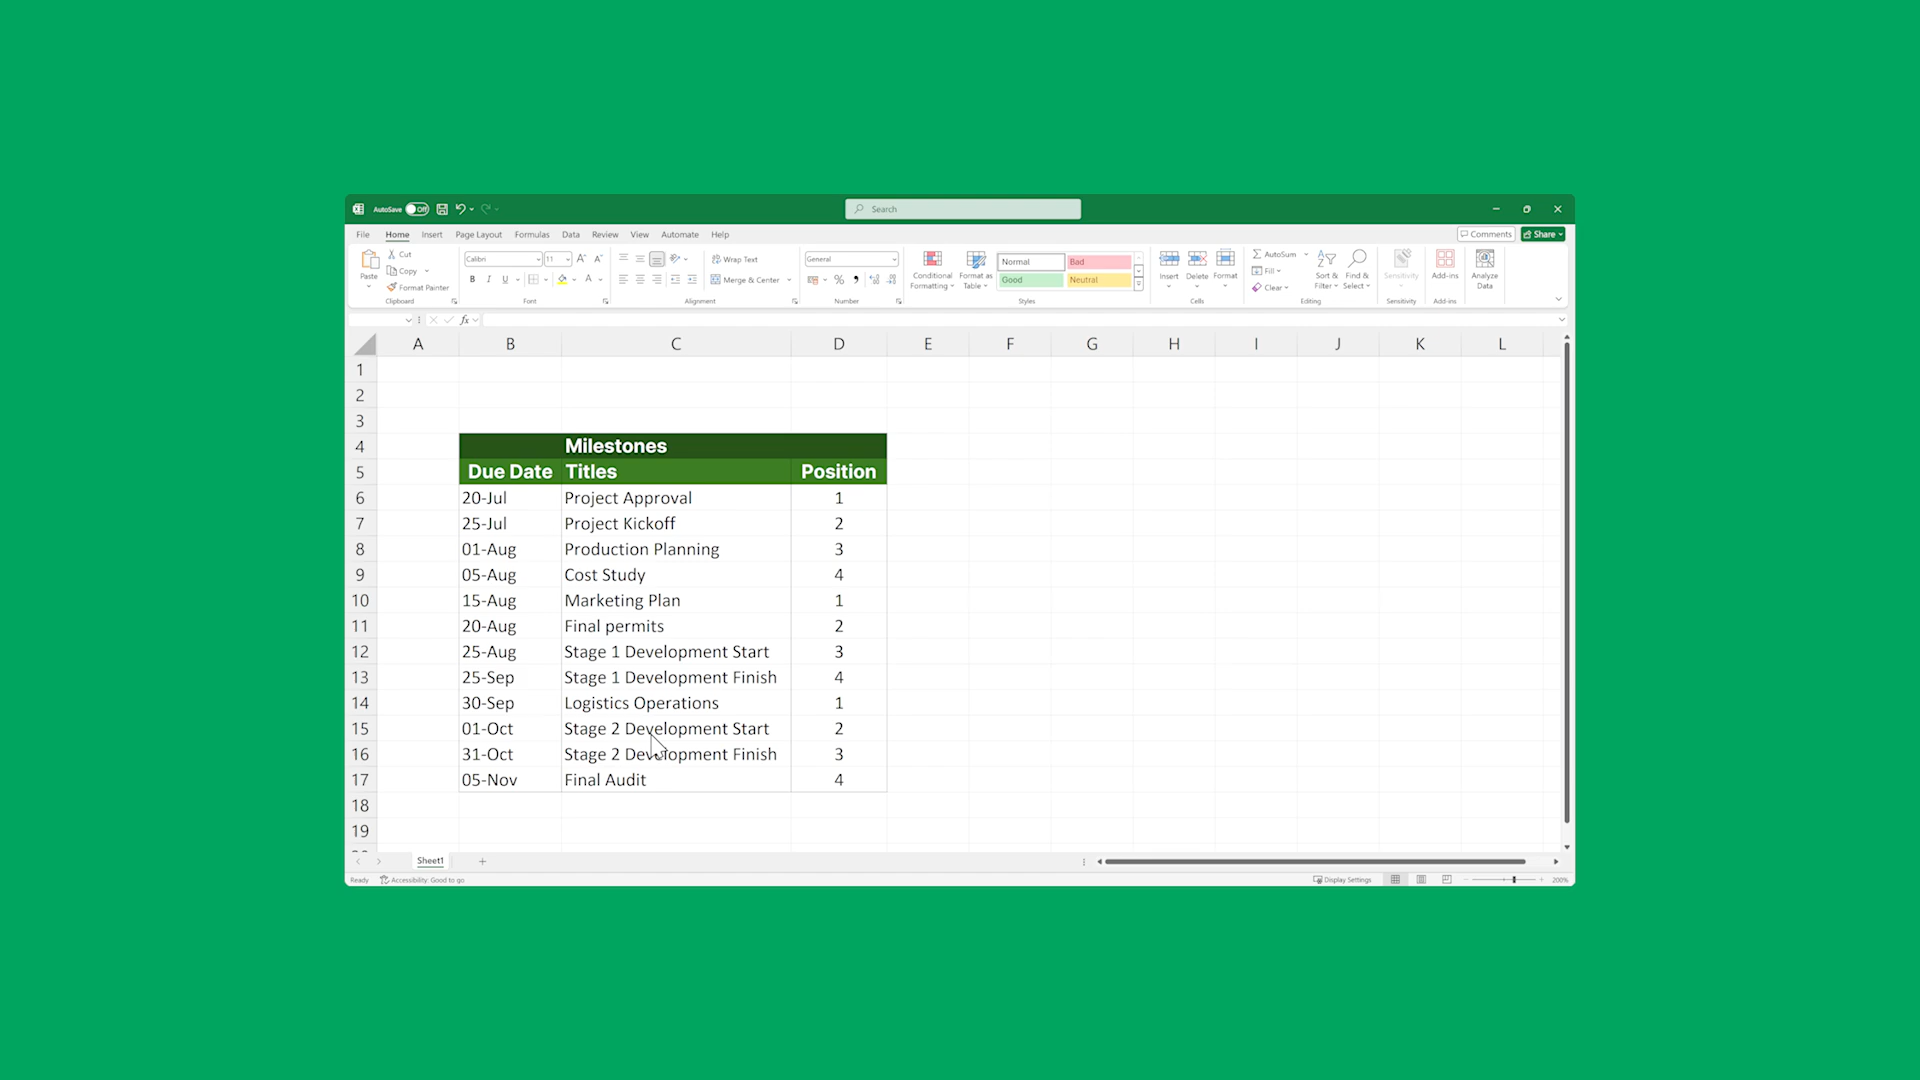 AutoSave Off Search
File Home Insert Page Layout Formulas Data Review View Automate Help Comments Share
Paste Cut Copy Format Painter Clipboard
Calibri 11 B I U A Font
Wrap Text Merge & Center Alignment
General % Number
Conditional Formatting Format as Table Normal Bad Good Neutral Styles
Insert Delete Format Cells
AutoSum Fill Clear Sort & Filter Find & Select Editing
Sensitivity Sensitivity
Add-ins Add-ins
Analyze Data
fx
A B C D E F G H I J K L
1
2
3
4 Milestones
5 Due Date Titles Position
6 20-Jul Project Approval 1
7 25-Jul Project Kickoff 2
8 01-Aug Production Planning 3
9 05-Aug Cost Study 4
10 15-Aug Marketing Plan 1
11 20-Aug Final permits 2
12 25-Aug Stage 1 Development Start 3
13 25-Sep Stage 1 Development Finish 4
14 30-Sep Logistics Operations 1
15 01-Oct Stage 2 Development Start 2
16 31-Oct Stage 2 Development Finish 3
17 05-Nov Final Audit 4
18
19
Sheet1
Ready Accessibility: Good to go Display Settings 200%